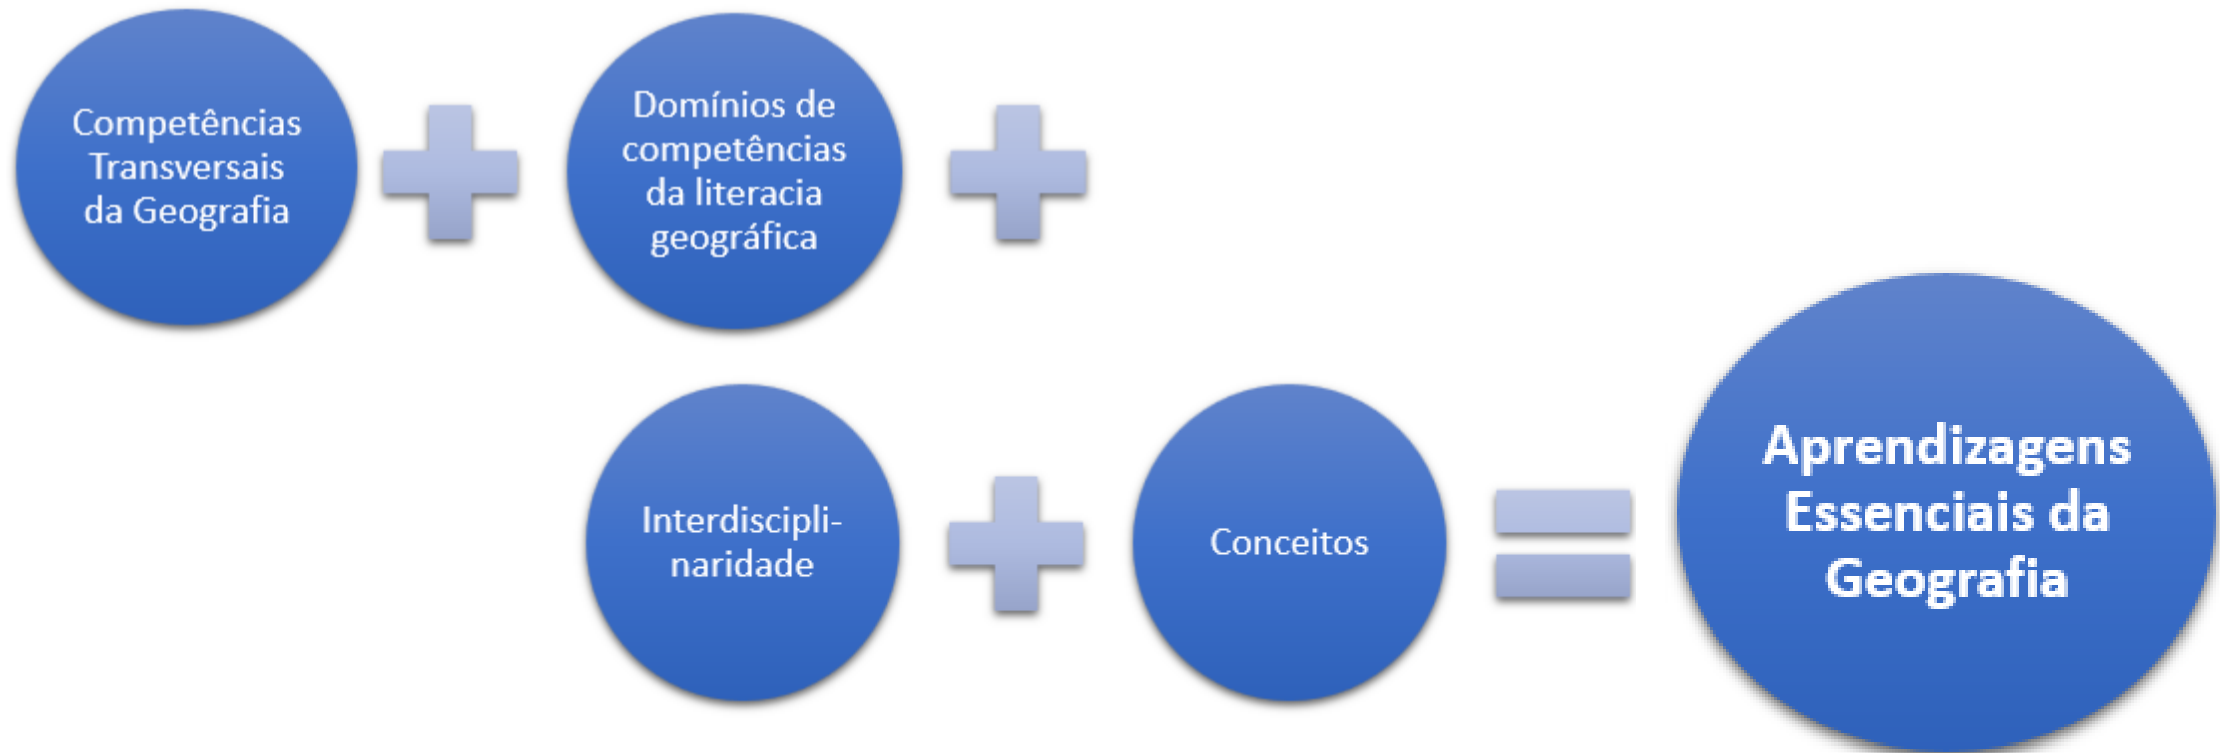 Competências
Transversais
da Geografia
Domínios de
competências
da literacia
geográfica
Interdiscipli-
naridade
Conceitos
Aprendizagens
Essenciais da
Geografia